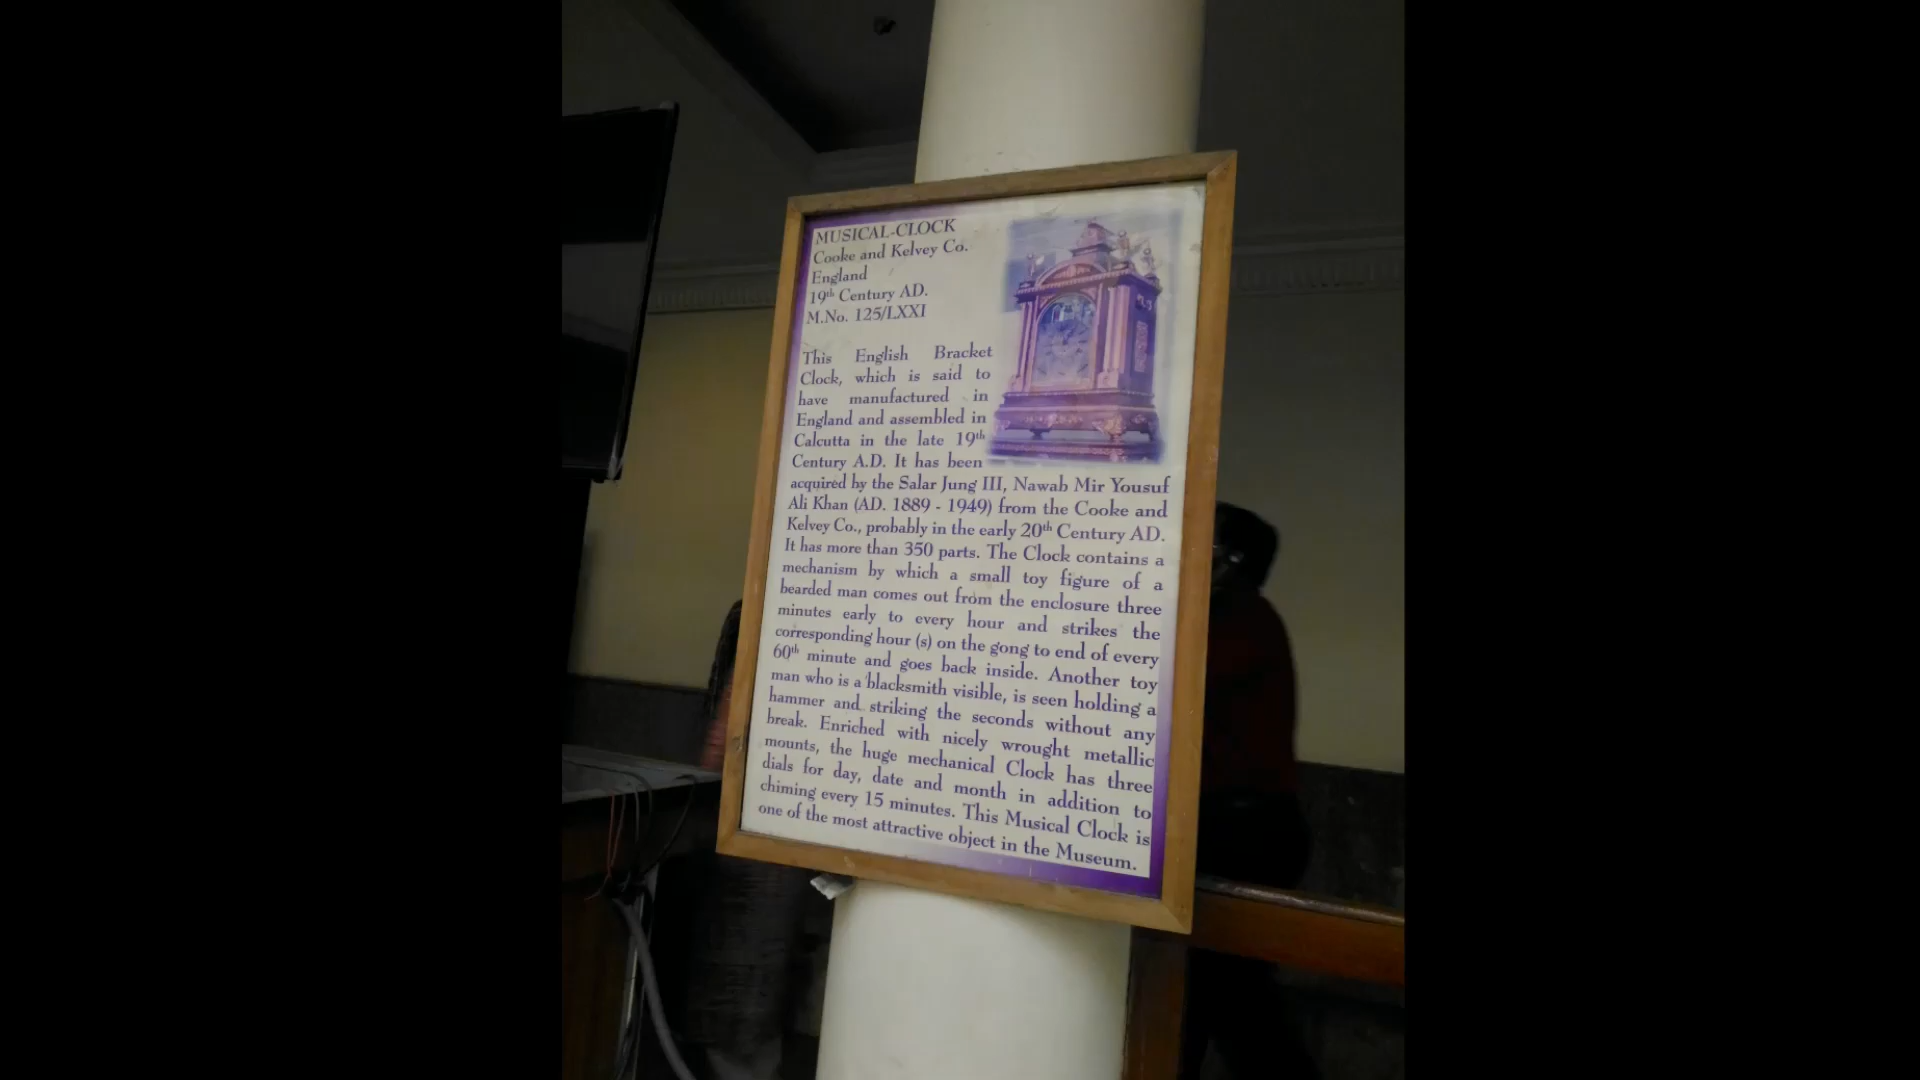 MUSICAL-CLOCK
Cooke and Kelvey Co.
England
19th Century AD.
M.No. 125/LXXI
This English Bracket
Clock, which is said to
have manufactured in
England and assembled in
Calcutta in the late 19th
Century A.D. It has been
acquired by the Salar Jung III, Nawab Mir Yousuf
Ali Khan (AD. 1889 - 1949) from the Cooke and
Kelvey Co., probably in the early 20th Century AD.
It has more than 350 parts. The Clock contains a
mechanism by which a small toy figure of a
bearded man comes out from the enclosure three
minutes early to every hour and strikes the
corresponding hour (s) on the gong to end of every
60th minute and goes back inside. Another toy
man who is a blacksmith visible, is seen holding a
hammer and striking the seconds without any
break. Enriched with nicely wrought metallic
mounts, the huge mechanical Clock has three
dials for day, date and month in addition to
chiming every 15 minutes. This Musical Clock is
one of the most attractive object in the Museum.